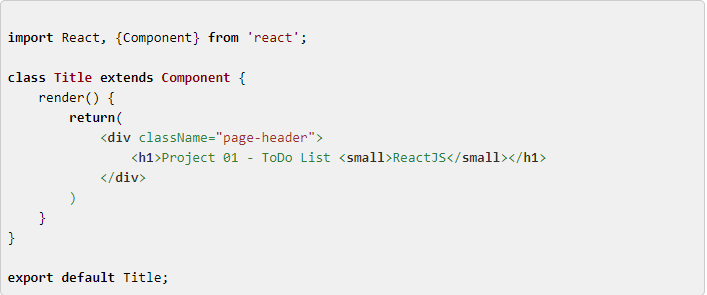 import React, {Component} from 'react';
class Title extends Component {
    render() {
        return(
            <div className="page-header">
                <h1>Project 01 - ToDo List <small>ReactJS</small></h1>
            </div>
        )
    }
}
export default Title;